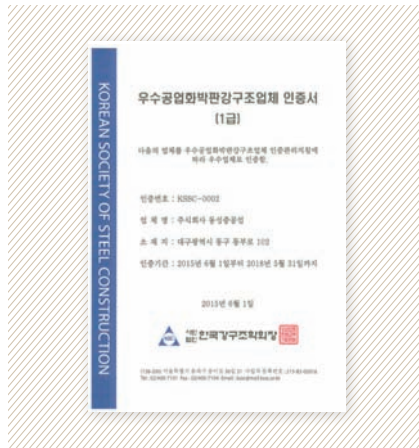 KOREAN SOCIETY OF STEEL CONSTRUCTION
우수공업화박판강구조업체 인증서
(1급)
다음의 업체를 우수공업화박판강구조업체 인증관리지침에
따라 우수업체로 인증함.
인증번호 : KSSC-0002
업 체 명 : 주식회사 동성중공업
소 재 지 : 대구광역시 동구 동부로 102
인증기간 : 2015년 6월 1일부터 2018년 5월 31일까지
2015년 6월 1일
사단법인 한국강구조학회장